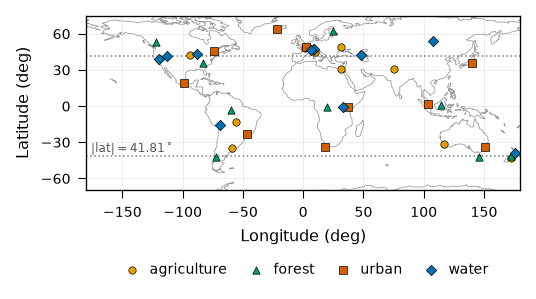 60
30
0
−30
−60
Latitude (deg)
|lat| = 41.81°
−150
−100
−50
0
50
100
150
Longitude (deg)
agriculture
forest
urban
water